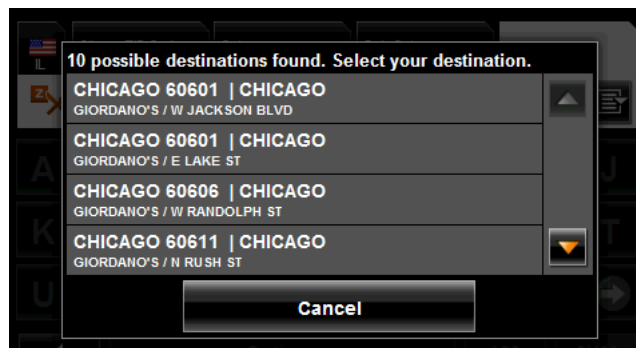 IL
10 possible destinations found. Select your destination.
CHICAGO 60601 | CHICAGO
GIORDANO'S / W JACKSON BLVD
CHICAGO 60601 | CHICAGO
GIORDANO'S / E LAKE ST
CHICAGO 60606 | CHICAGO
GIORDANO'S / W RANDOLPH ST
CHICAGO 60611 | CHICAGO
GIORDANO'S / N RUSH ST
A
J
K
T
U
Cancel